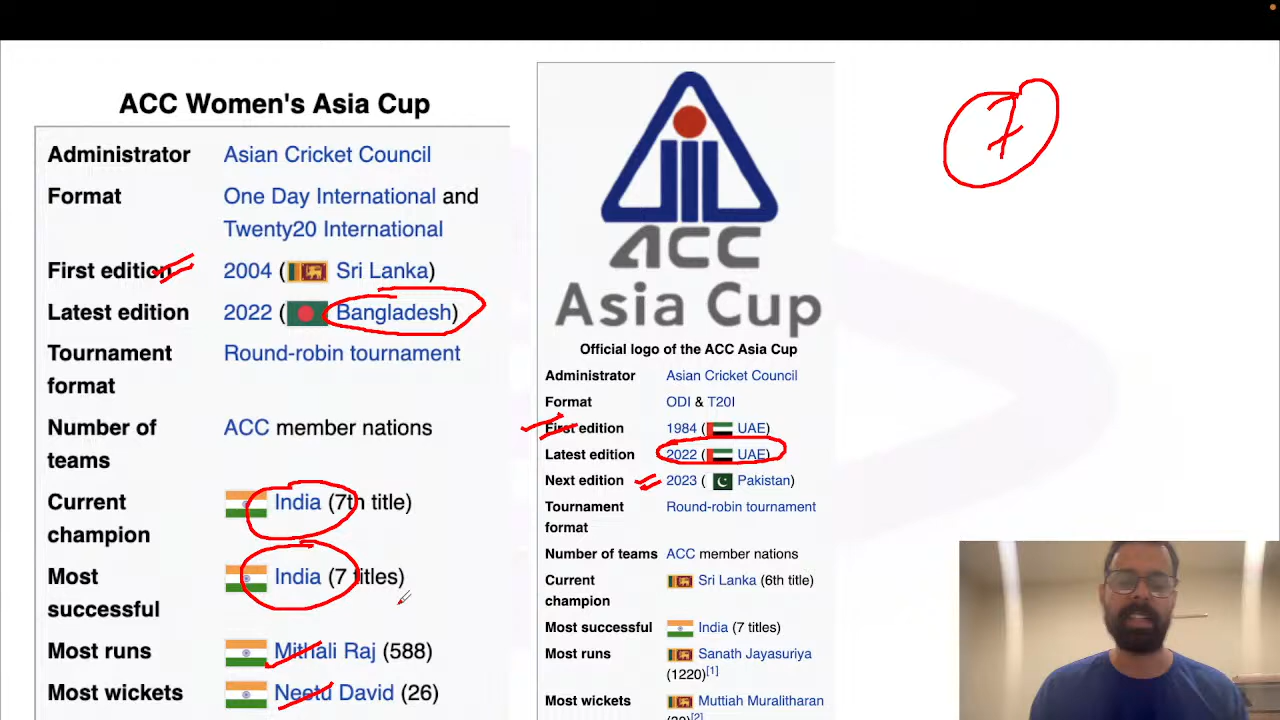 ACC Women's Asia Cup
Administrator Asian Cricket Council
Format One Day International and
Twenty20 International
First edition 2004 (Sri Lanka)
Latest edition 2022 (Bangladesh)
Tournament Round-robin tournament
format
Number of ACC member nations
teams
Current India (7th title)
champion
Most India (7 titles)
successful
Most runs Mithali Raj (588)
Most wickets Neetu David (26)
ACC
Asia Cup
Official logo of the ACC Asia Cup
Administrator Asian Cricket Council
Format ODI & T20I
First edition 1984 (UAE)
Latest edition 2022 (UAE)
Next edition 2023 (Pakistan)
Tournament Round-robin tournament
format
Number of teams ACC member nations
Current Sri Lanka (6th title)
champion
Most successful India (7 titles)
Most runs Sanath Jayasuriya
(1220)[1]
Most wickets Muttiah Muralitharan
7